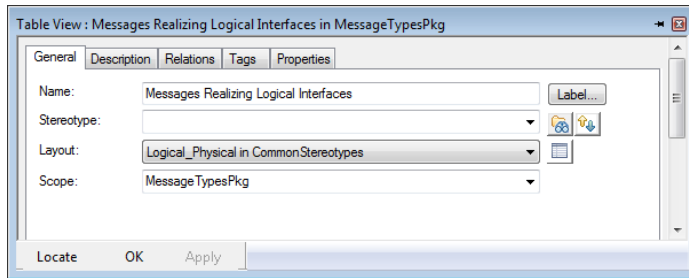 Table View : Messages Realizing Logical Interfaces in MessageTypesPkg
General Description Relations Tags Properties
Name: Messages Realizing Logical Interfaces Label...
Stereotype:
Layout: Logical_Physical in CommonStereotypes
Scope: MessageTypesPkg
Locate OK Apply